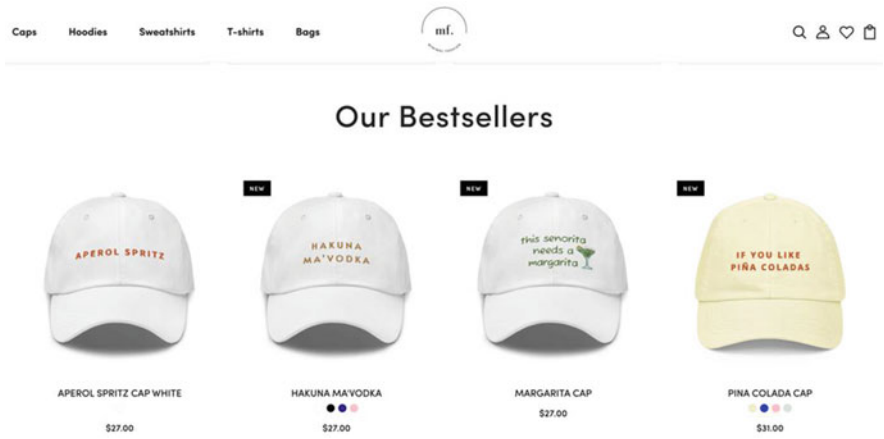 Caps Hoodies Sweatshirts T-shirts Bags
mf.
Our Bestsellers
NEW NEW NEW
APEROL SPRITZ
HAKUNA
MA'VODKA
this senorita
needs a
margarita
IF YOU LIKE
PIÑA COLADAS
APEROL SPRITZ CAP WHITE
HAKUNA MA'VODKA
MARGARITA CAP
PINA COLADA CAP
$27.00
$27.00
$27.00
$31.00